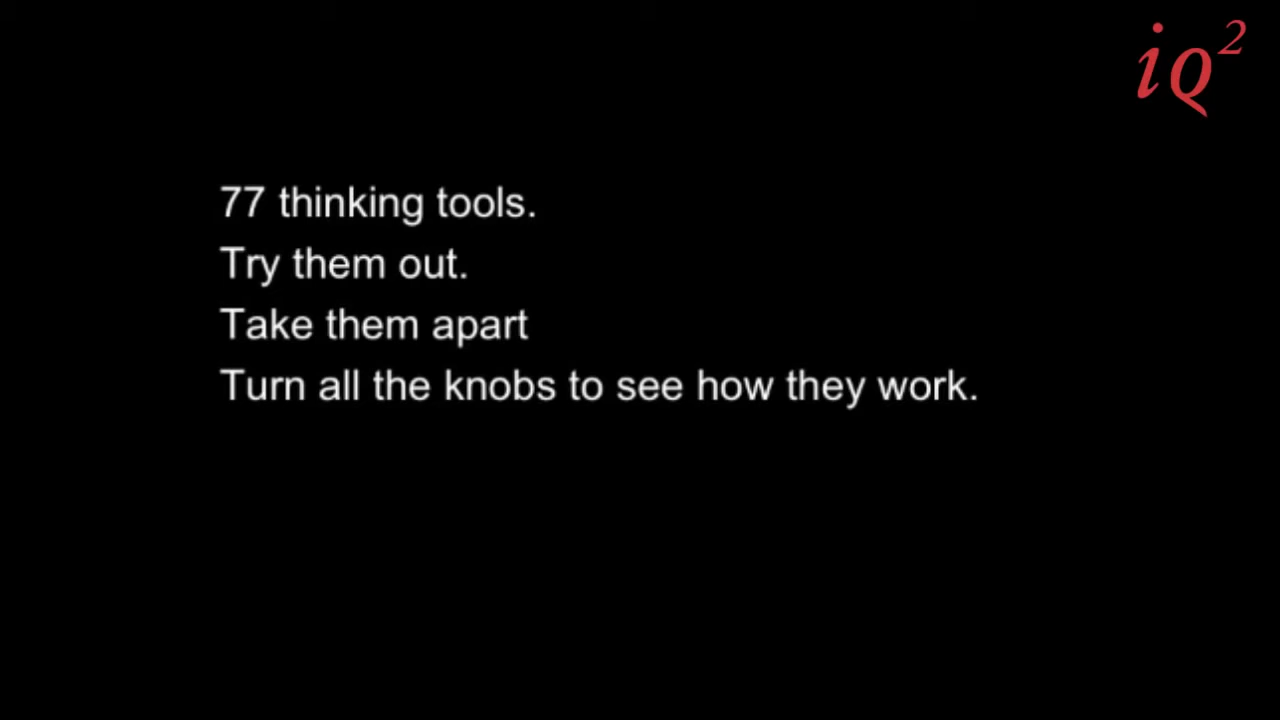 iQ²
77 thinking tools.
Try them out.
Take them apart
Turn all the knobs to see how they work.